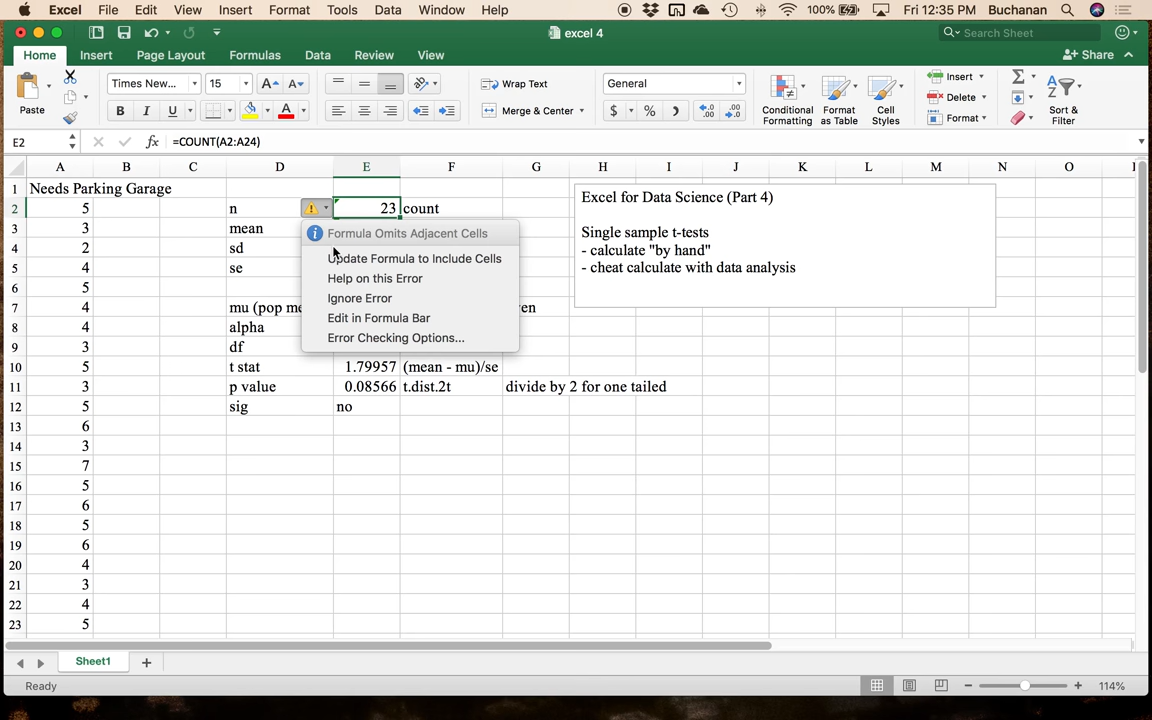 Excel File Edit View Insert Format Tools Data Window Help 100% Fri 12:35 PM Buchanan
excel 4 Search Sheet
Home Insert Page Layout Formulas Data Review View Share
Paste Times New... 15 A A Wrap Text General Conditional Formatting Format as Table Cell Styles Insert Delete Format Sort & Filter
B I U A Merge & Center $ %
E2 fx =COUNT(A2:A24)
A B C D E F G H I J K L M N O
1 Needs Parking Garage
2 5 n 23 count
3 3 mean
4 2 sd
5 4 se
6 5
7 4 mu (pop me en
8 4 alpha
9 3 df
10 5 t stat 1.79957 (mean - mu)/se
11 3 p value 0.08566 t.dist.2t divide by 2 for one tailed
12 5 sig no
13 6
14 3
15 7
16 5
17 6
18 5
19 6
20 4
21 3
22 4
23 5
Formula Omits Adjacent Cells
Update Formula to Include Cells
Help on this Error
Ignore Error
Edit in Formula Bar
Error Checking Options...
Excel for Data Science (Part 4)
Single sample t-tests
- calculate "by hand"
- cheat calculate with data analysis
Sheet1
Ready 114%